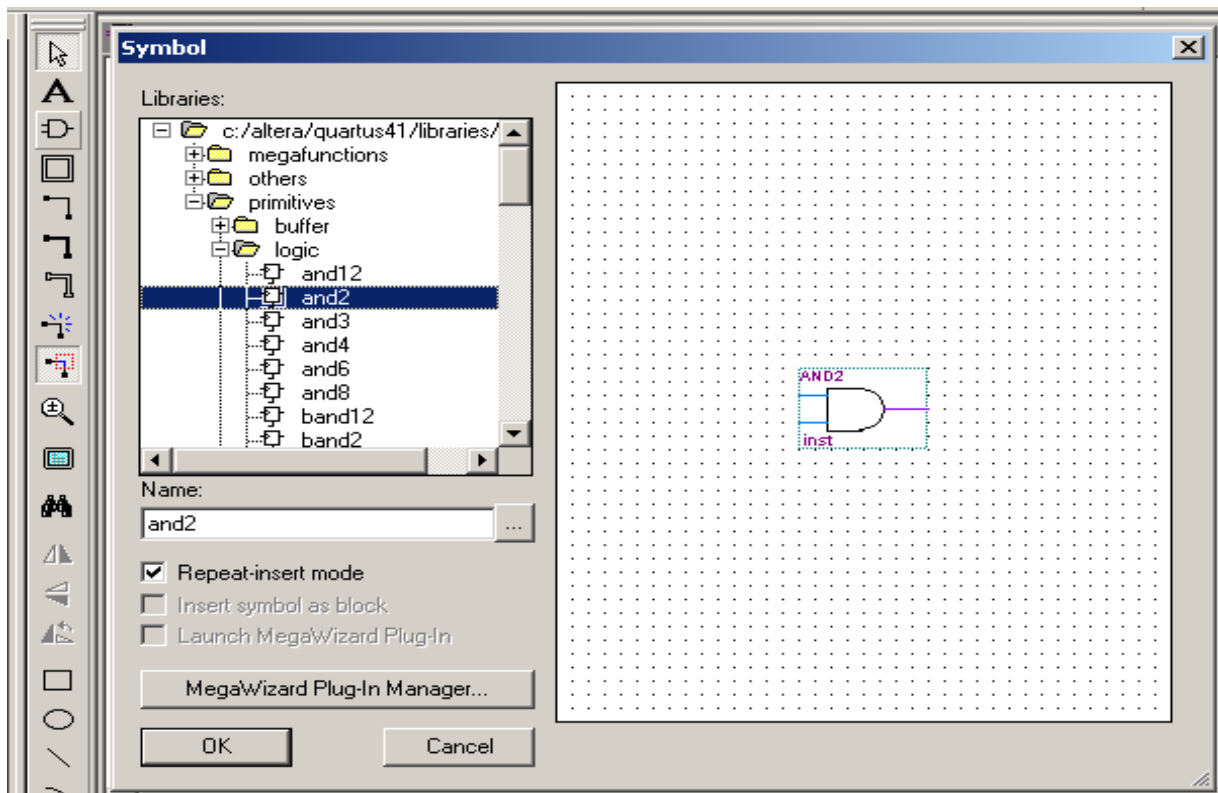 Symbol
Libraries:
c:/altera/quartus41/libraries/
megafunctions
others
primitives
buffer
logic
and12
and2
and3
and4
and6
and8
band12
band2
Name:
and2
...
Repeat-insert mode
Insert symbol as block
Launch MegaWizard Plug-In
MegaWizard Plug-In Manager...
OK
Cancel
AND2
inst
A